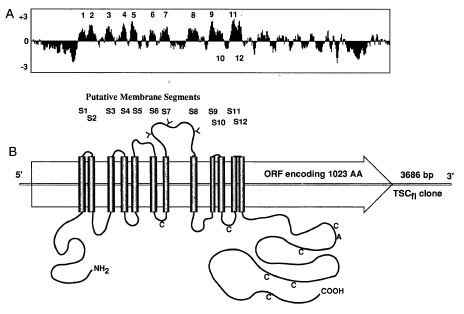 A
+3
0
-3
1 2 3 4 5 6 7 8 9 11
10 12
Putative Membrane Segments
S1 S3 S4 S5 S6 S7 S8 S9 S11
S2 S10 S12
B
5' ORF encoding 1023 AA 3686 bp 3'
TSCfl clone
C C C
A
C
NH2
C C
COOH
C